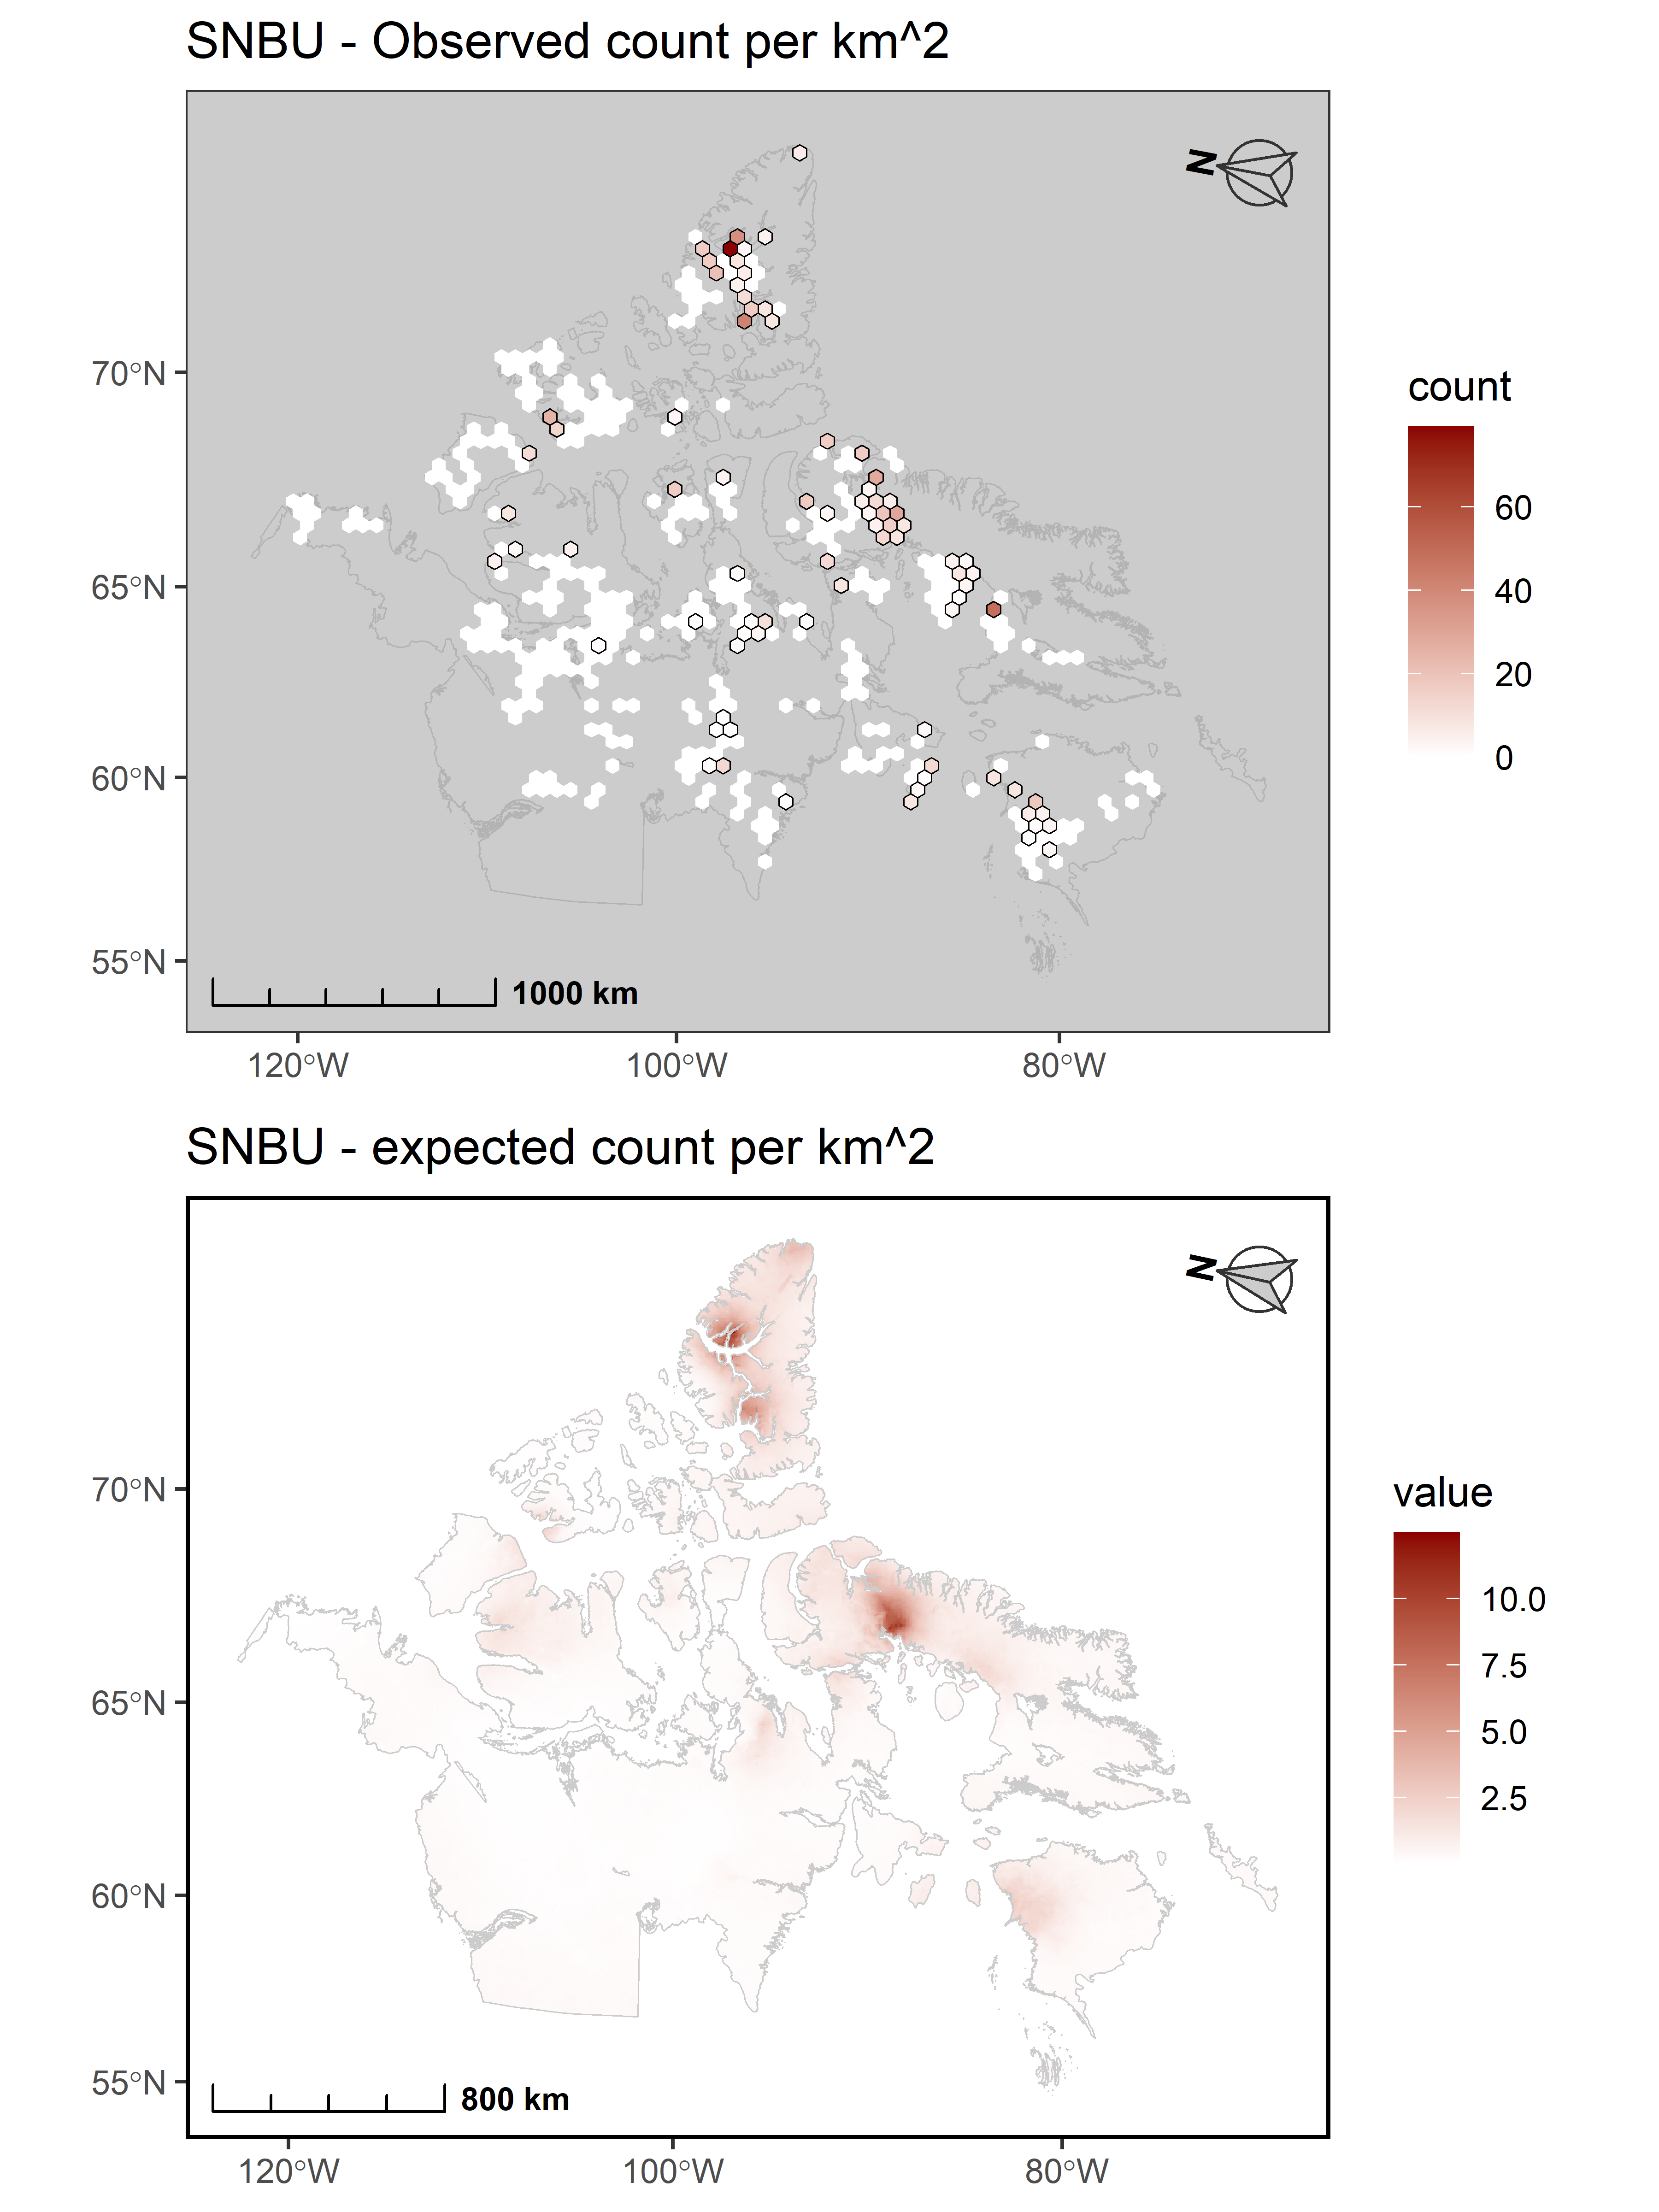 SNBU - Observed count per km^2
N
70°N
65°N
60°N
55°N
1000 km
120°W
100°W
80°W
count
60
40
20
0
SNBU - expected count per km^2
N
70°N
65°N
60°N
55°N
800 km
120°W
100°W
80°W
value
10.0
7.5
5.0
2.5